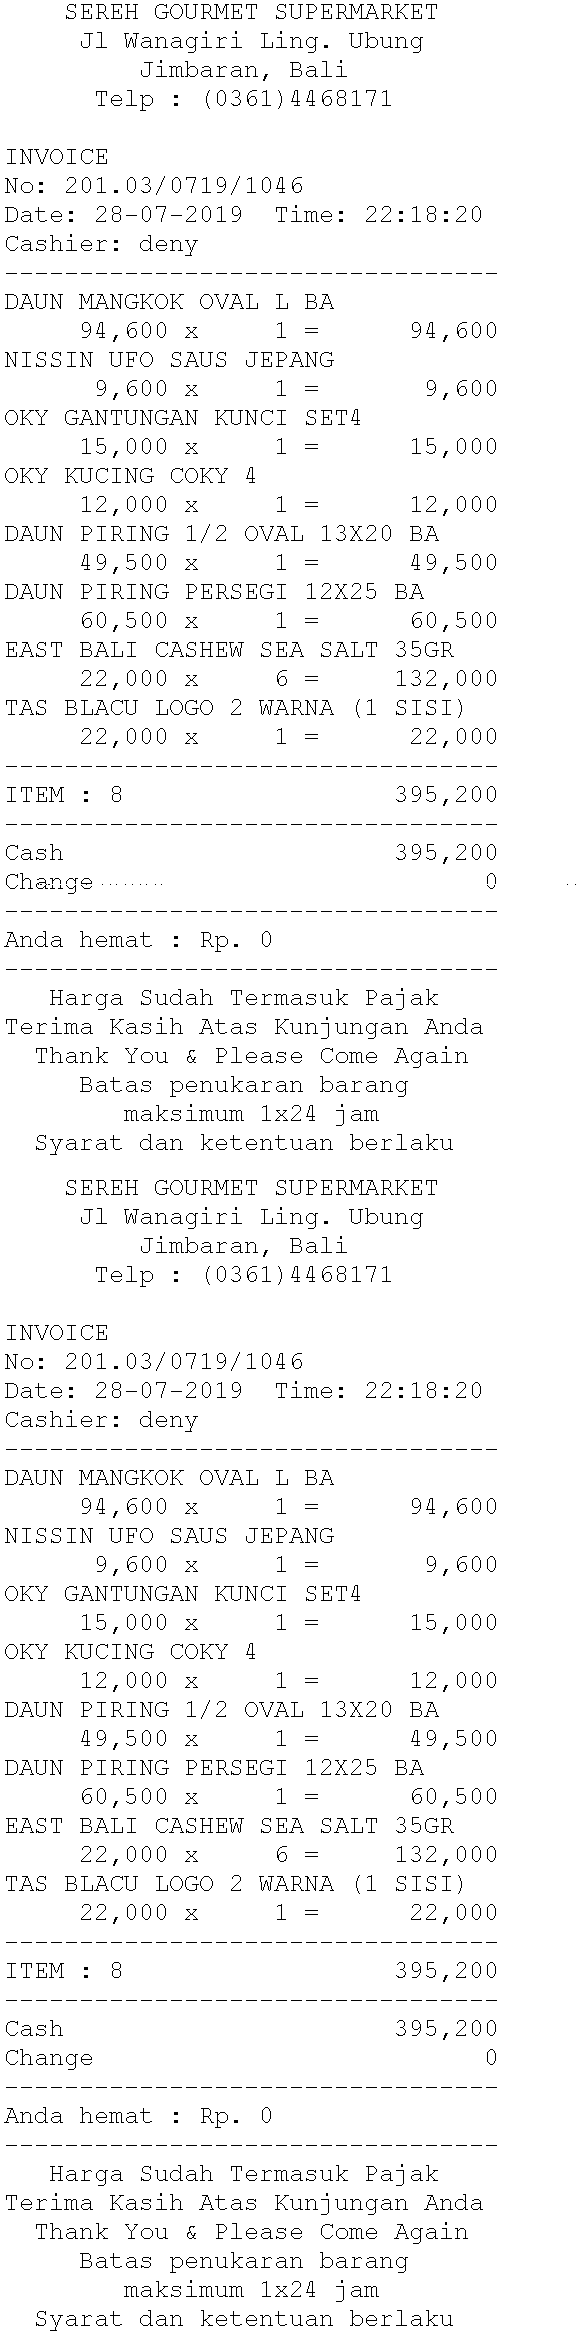 SEREH GOURMET SUPERMARKET
Jl Wanagiri Ling. Ubung
Jimbaran, Bali
Telp : (0361)4468171
INVOICE
No: 201.03/0719/1046
Date: 28-07-2019 Time: 22:18:20
Cashier: deny
---------------------------------
DAUN MANGKOK OVAL L BA
94,600 x 1 = 94,600
NISSIN UFO SAUS JEPANG
9,600 x 1 = 9,600
OKY GANTUNGAN KUNCI SET4
15,000 x 1 = 15,000
OKY KUCING COKY 4
12,000 x 1 = 12,000
DAUN PIRING 1/2 OVAL 13X20 BA
49,500 x 1 = 49,500
DAUN PIRING PERSEGI 12X25 BA
60,500 x 1 = 60,500
EAST BALI CASHEW SEA SALT 35GR
22,000 x 6 = 132,000
TAS BLACU LOGO 2 WARNA (1 SISI)
22,000 x 1 = 22,000
---------------------------------
ITEM : 8 395,200
---------------------------------
Cash 395,200
Change 0
---------------------------------
Anda hemat : Rp. 0
---------------------------------
Harga Sudah Termasuk Pajak
Terima Kasih Atas Kunjungan Anda
Thank You & Please Come Again
Batas penukaran barang
maksimum 1x24 jam
Syarat dan ketentuan berlaku
SEREH GOURMET SUPERMARKET
Jl Wanagiri Ling. Ubung
Jimbaran, Bali
Telp : (0361)4468171
INVOICE
No: 201.03/0719/1046
Date: 28-07-2019 Time: 22:18:20
Cashier: deny
---------------------------------
DAUN MANGKOK OVAL L BA
94,600 x 1 = 94,600
NISSIN UFO SAUS JEPANG
9,600 x 1 = 9,600
OKY GANTUNGAN KUNCI SET4
15,000 x 1 = 15,000
OKY KUCING COKY 4
12,000 x 1 = 12,000
DAUN PIRING 1/2 OVAL 13X20 BA
49,500 x 1 = 49,500
DAUN PIRING PERSEGI 12X25 BA
60,500 x 1 = 60,500
EAST BALI CASHEW SEA SALT 35GR
22,000 x 6 = 132,000
TAS BLACU LOGO 2 WARNA (1 SISI)
22,000 x 1 = 22,000
---------------------------------
ITEM : 8 395,200
---------------------------------
Cash 395,200
Change 0
---------------------------------
Anda hemat : Rp. 0
---------------------------------
Harga Sudah Termasuk Pajak
Terima Kasih Atas Kunjungan Anda
Thank You & Please Come Again
Batas penukaran barang
maksimum 1x24 jam
Syarat dan ketentuan berlaku